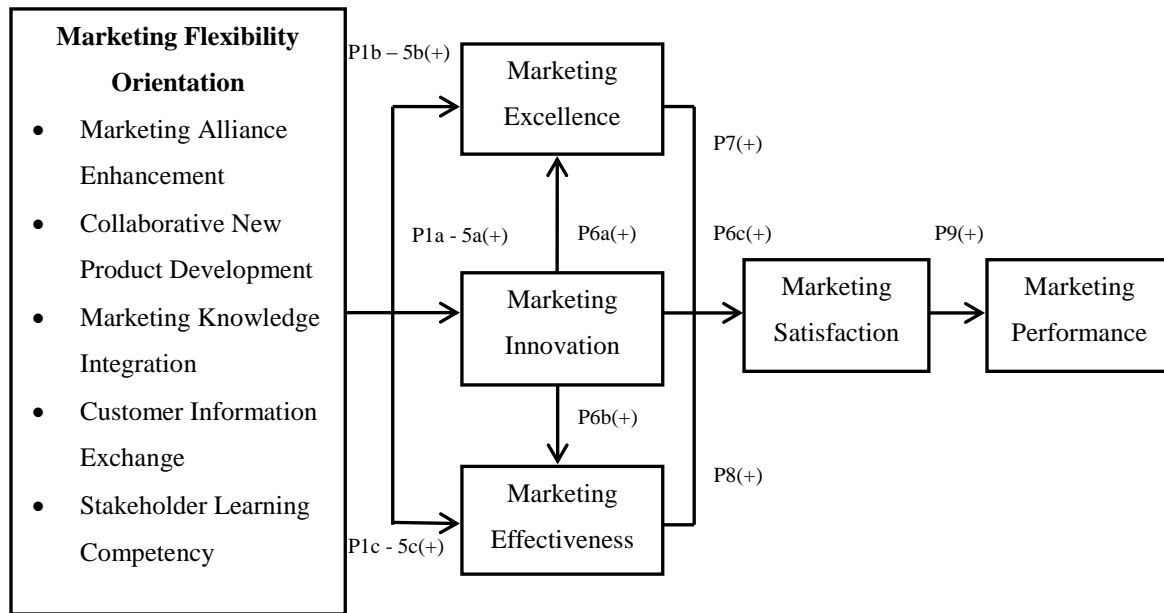 Marketing Flexibility
Orientation
• Marketing Alliance
Enhancement
• Collaborative New
Product Development
• Marketing Knowledge
Integration
• Customer Information
Exchange
• Stakeholder Learning
Competency
P1b – 5b(+)
Marketing
Excellence
P7(+)
P1a - 5a(+)
P6a(+)
P6c(+)
P9(+)
Marketing
Innovation
Marketing
Satisfaction
Marketing
Performance
P6b(+)
P1c - 5c(+)
Marketing
Effectiveness
P8(+)